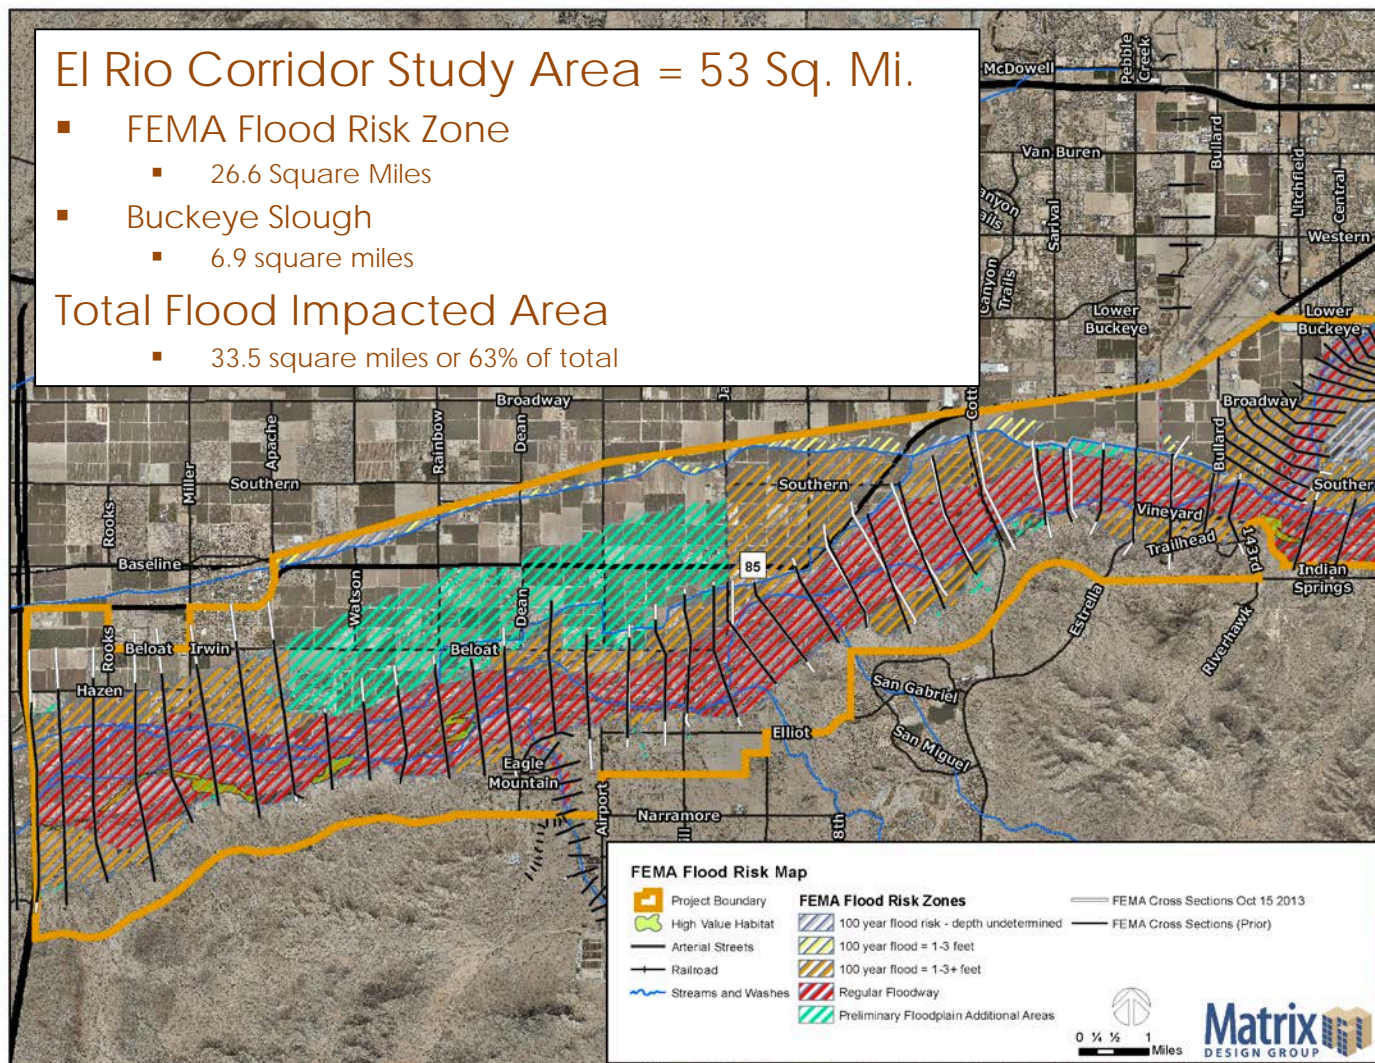 El Rio Corridor Study Area = 53 Sq. Mi.
▪ FEMA Flood Risk Zone
▪ 26.6 Square Miles
▪ Buckeye Slough
▪ 6.9 square miles
Total Flood Impacted Area
▪ 33.5 square miles or 63% of total
McDowell
Pebble
Creek
Van Buren
Bullard
Litchfield
Central
Sarival
Western
Canyon
Trails
Lower
Buckeye
Lower
Buckeye
Broadway
Broadway
Apache
Rainbow
Dean
Miller
Southern
Southern
Southern
Bullard
Rooks
Baseline
85
Vineyard
Trailhead
143rd
Indian
Springs
Watson
Dean
Estrella
Riverhawk
Rooks
Beloat
Irwin
Beloat
Hazen
San Gabriel
San Miguel
Elliot
Eagle
Mountain
Airport
Narramore
8th
FEMA Flood Risk Map
Project Boundary
High Value Habitat
Arterial Streets
Railroad
Streams and Washes
FEMA Flood Risk Zones
100 year flood risk - depth undetermined
100 year flood = 1-3 feet
100 year flood = 1-3+ feet
Regular Floodway
Preliminary Floodplain Additional Areas
FEMA Cross Sections Oct 15 2013
FEMA Cross Sections (Prior)
0 ¼ ½ 1
Miles
Matrix
DESIGN GROUP